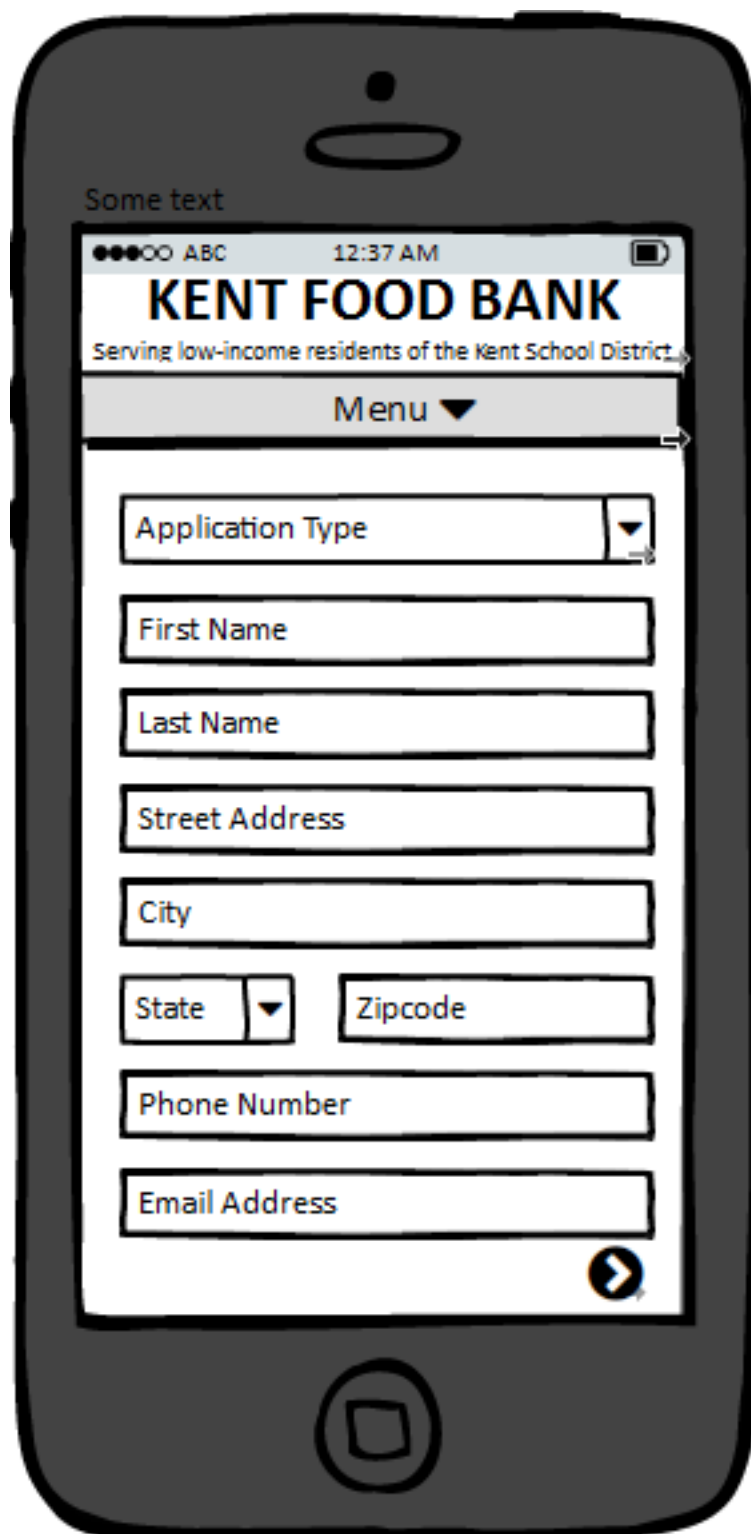 Some text
ABC 12:37 AM
KENT FOOD BANK
Serving low-income residents of the Kent School District
Menu
Application Type
First Name
Last Name
Street Address
City
State Zipcode
Phone Number
Email Address